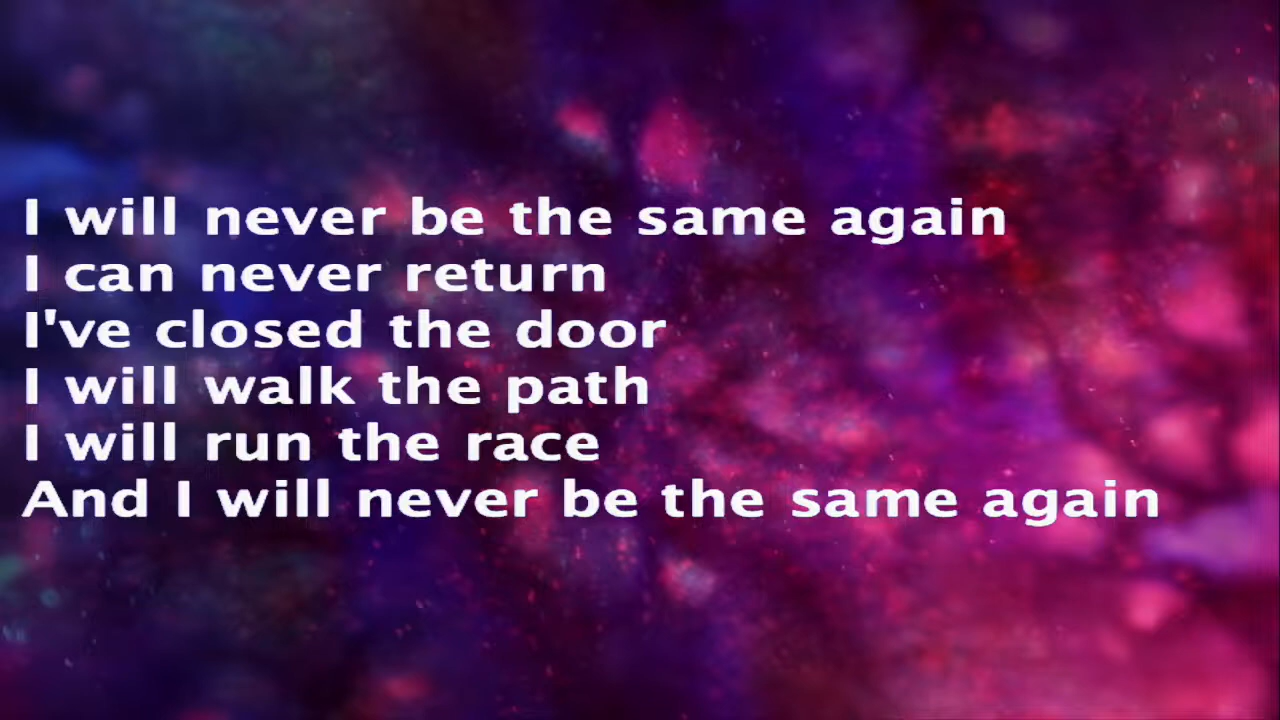 I will never be the same again
I can never return
I've closed the door
I will walk the path
I will run the race
And I will never be the same again